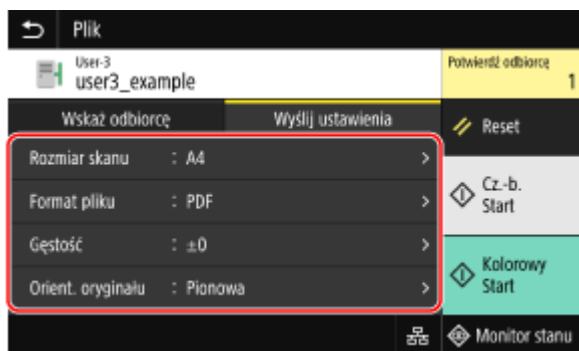 Plik
User-3
user3_example
Potwierdź odbiorcę
1
Wskaż odbiorcę
Wyślij ustawienia
Reset
Rozmiar skanu : A4
Format pliku : PDF
Gęstość : ±0
Orient. oryginału : Pionowa
Cz.-b.
Start
Kolorowy
Start
Monitor stanu